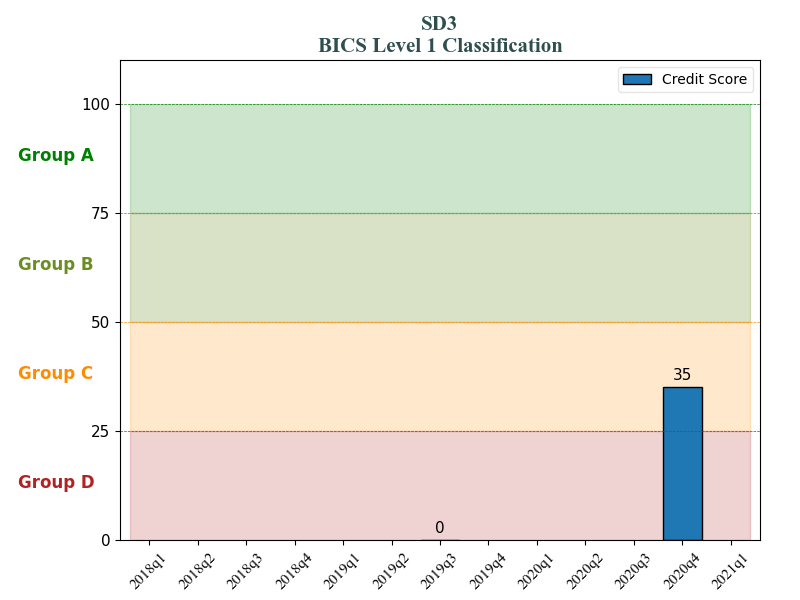 SD3
BICS Level 1 Classification
Credit Score
100
Group A
75
Group B
50
Group C
35
25
Group D
0
0
2018q1
2018q2
2018q3
2018q4
2019q1
2019q2
2019q3
2019q4
2020q1
2020q2
2020q3
2020q4
2021q1